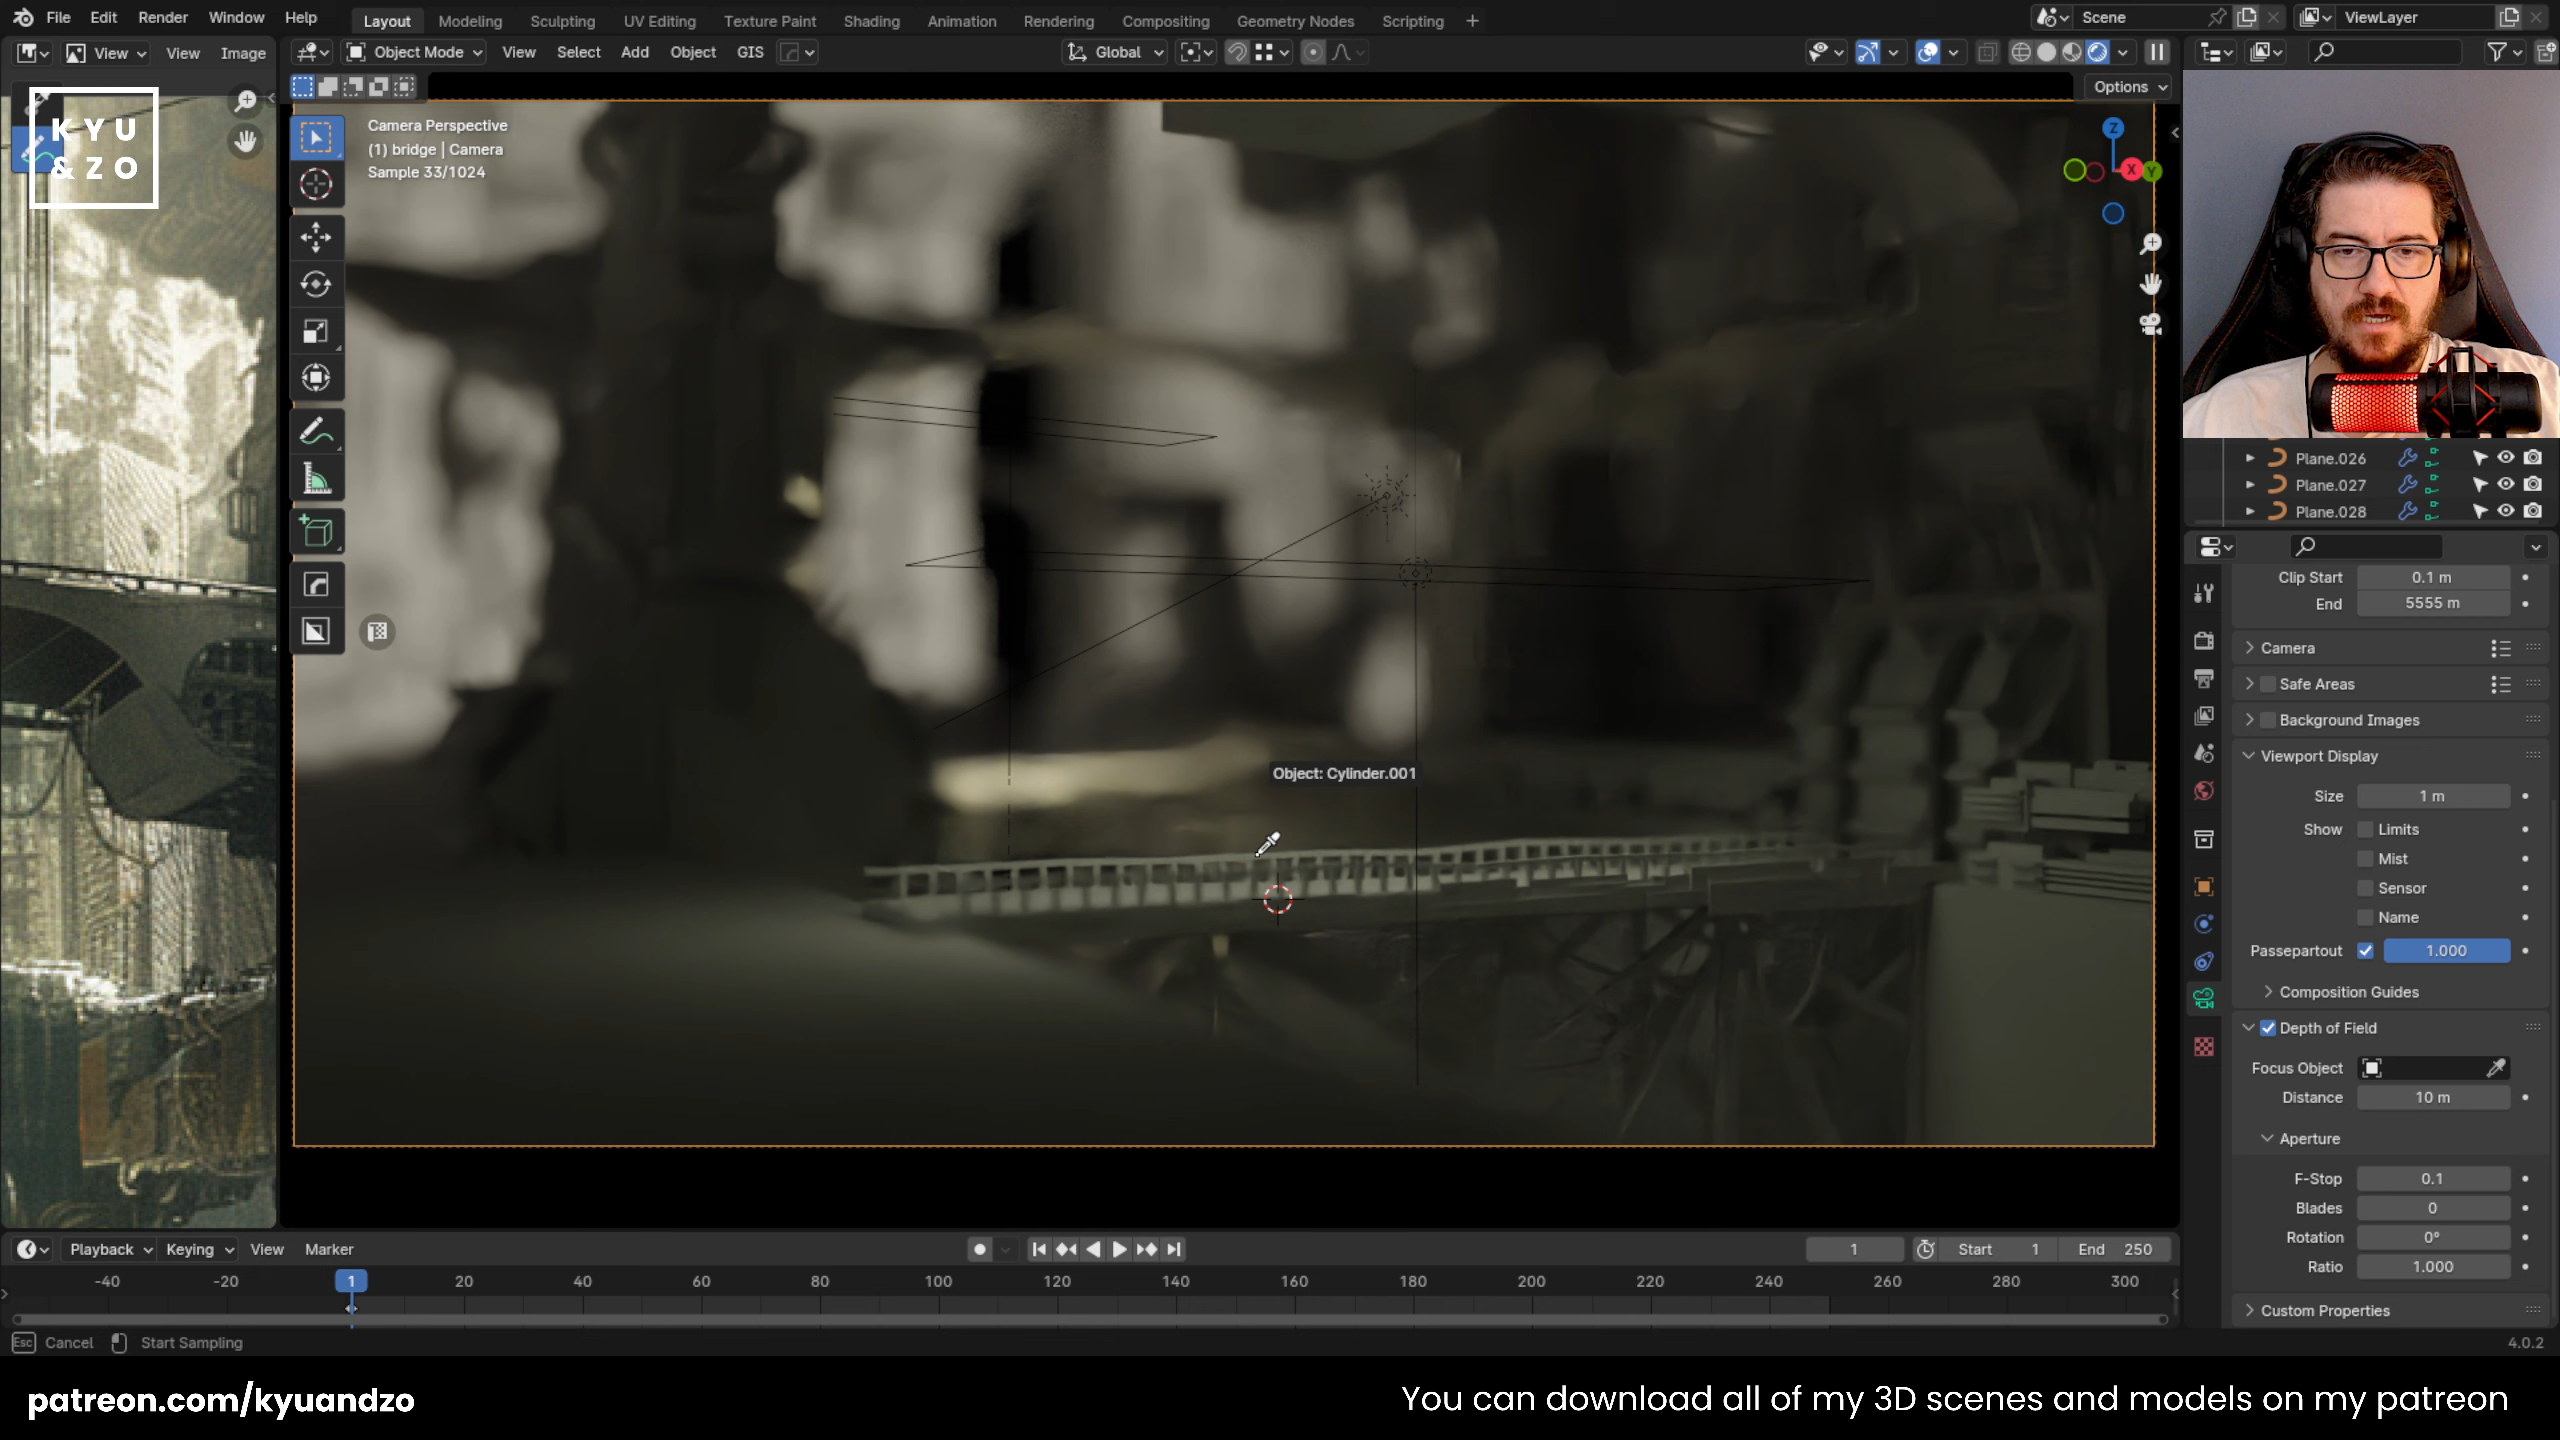 File Edit Render Window Help Layout Modeling Sculpting UV Editing Texture Paint Shading Animation Rendering Compositing Geometry Nodes Scripting + Scene ViewLayer
View View Image Object Mode View Select Add Object GIS Global
Options
KYU
&ZO
Camera Perspective
(1) bridge | Camera
Sample 33/1024
Z
X
Y
Object: Cylinder.001
Plane.026
Plane.027
Plane.028
Clip Start 0.1 m
End 5555 m
Camera
Safe Areas
Background Images
Viewport Display
Size 1 m
Show Limits
Mist
Sensor
Name
Passepartout 1.000
Composition Guides
Depth of Field
Focus Object
Distance 10 m
Aperture
F-Stop 0.1
Blades 0
Rotation 0°
Ratio 1.000
Custom Properties
Playback Keying View Marker 1 Start 1 End 250
-40 -20 1 20 40 60 80 100 120 140 160 180 200 220 240 260 280 300
Esc Cancel Start Sampling 4.0.2
patreon.com/kyuandzo
You can download all of my 3D scenes and models on my patreon